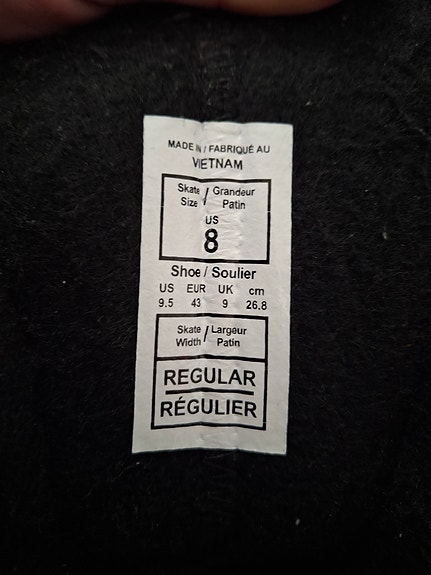 MADE IN / FABRIQUÉ AU
VIETNAM
Skate / Grandeur
Size Patin
US
8
Shoe / Soulier
US EUR UK cm
9.5 43 9 26.8
Skate / Largeur
Width Patin
REGULAR
RÉGULIER